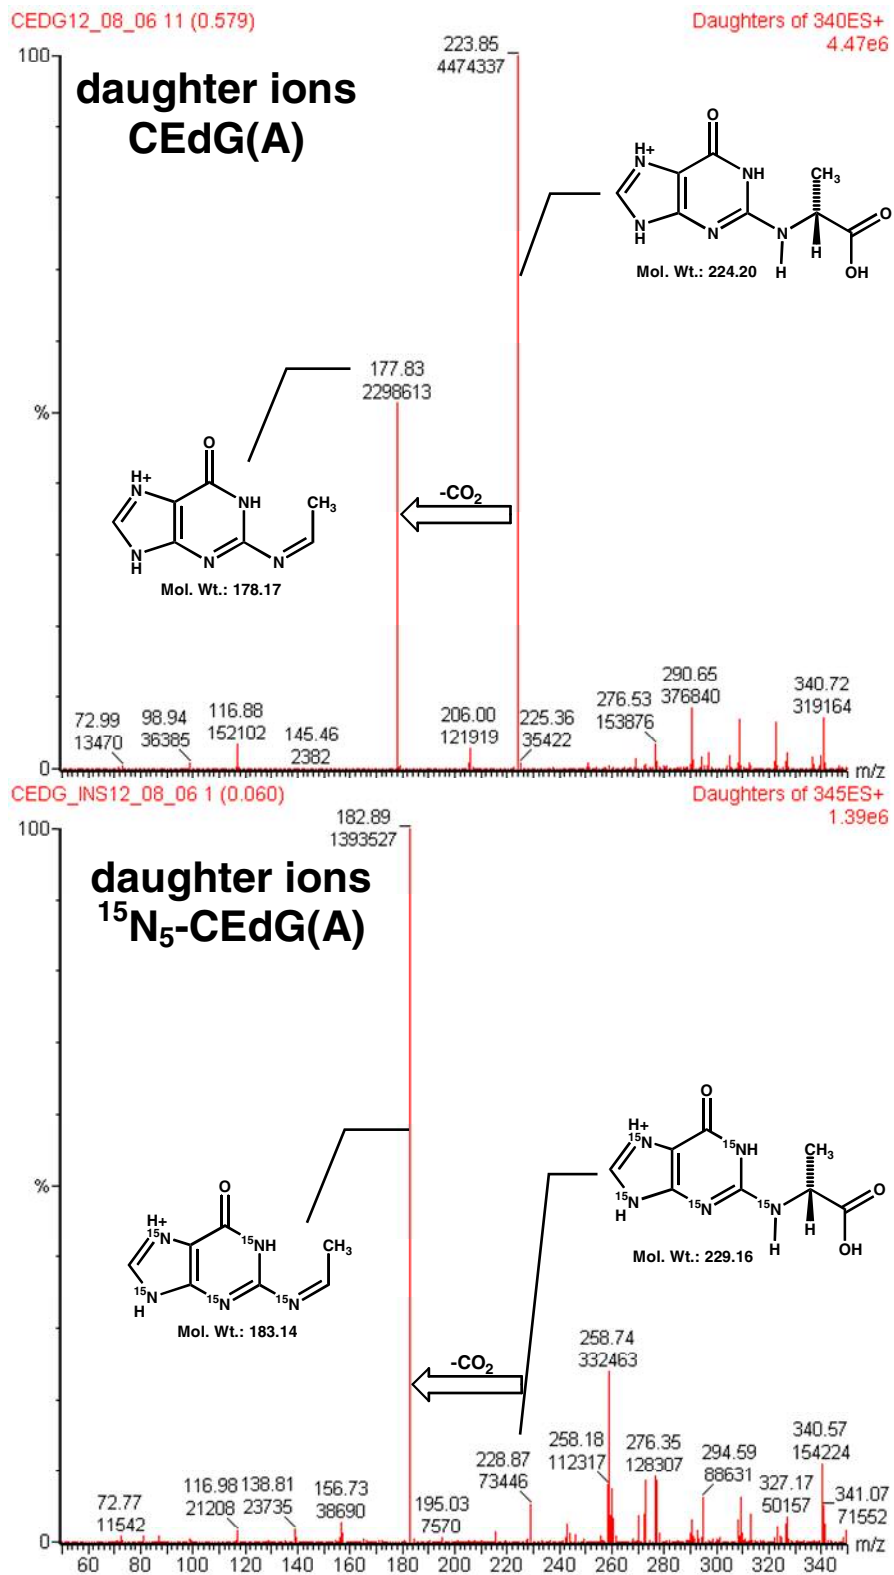 CEDG12_08_06 11 (0.579)
Daughters of 340ES+
4.47e6
100
%
0
daughter ions
CEdG(A)
223.85
4474337
O
H+
N
NH
CH3
O
N
H
N
N
H
H
OH
Mol. Wt.: 224.20
177.83
2298613
-CO2
O
H+
N
NH
CH3
N
H
N
N
Mol. Wt.: 178.17
72.99
13470
98.94
36385
116.88
152102
145.46
2382
206.00
121919
225.36
35422
276.53
153876
290.65
376840
340.72
319164
m/z
CEDG_INS12_08_06 1 (0.060)
Daughters of 345ES+
1.39e6
100
%
0
182.89
1393527
daughter ions
15N5-CEdG(A)
O
H+
15N
15NH
CH3
O
15N
H
15N
15N
H
H
OH
Mol. Wt.: 229.16
O
H+
15N
15NH
CH3
15N
H
15N
15N
Mol. Wt.: 183.14
-CO2
72.77
11542
116.98
21208
138.81
23735
156.73
38690
195.03
7570
228.87
73446
258.18
112317
258.74
332463
276.35
128307
294.59
88631
327.17
50157
340.57
154224
341.07
71552
m/z
60 80 100 120 140 160 180 200 220 240 260 280 300 320 340